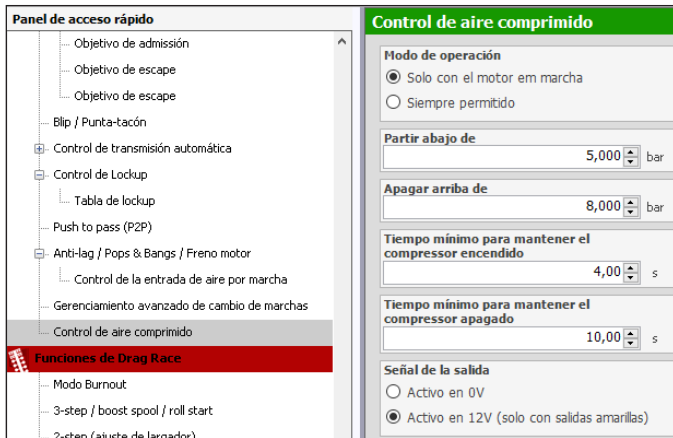 Panel de acceso rápido
Objetivo de admisión
Objetivo de escape
Objetivo de escape
Blip / Punta-tacón
Control de transmisión automática
Control de Lockup
Tabla de lockup
Push to pass (P2P)
Anti-lag / Pops & Bangs / Freno motor
Control de la entrada de aire por marcha
Gerenciamiento avanzado de cambio de marchas
Control de aire comprimido
Funciones de Drag Race
Modo Burnout
3-step / boost spool / roll start
2-step (ajuste de largador)
Control de aire comprimido
Modo de operación
Solo con el motor em marcha
Siempre permitido
Partir abajo de
5,000 bar
Apagar arriba de
8,000 bar
Tiempo mínimo para mantener el
compressor encendido
4,00 s
Tiempo mínimo para mantener el
compressor apagado
10,00 s
Señal de la salida
Activo en 0V
Activo en 12V (solo con salidas amarillas)